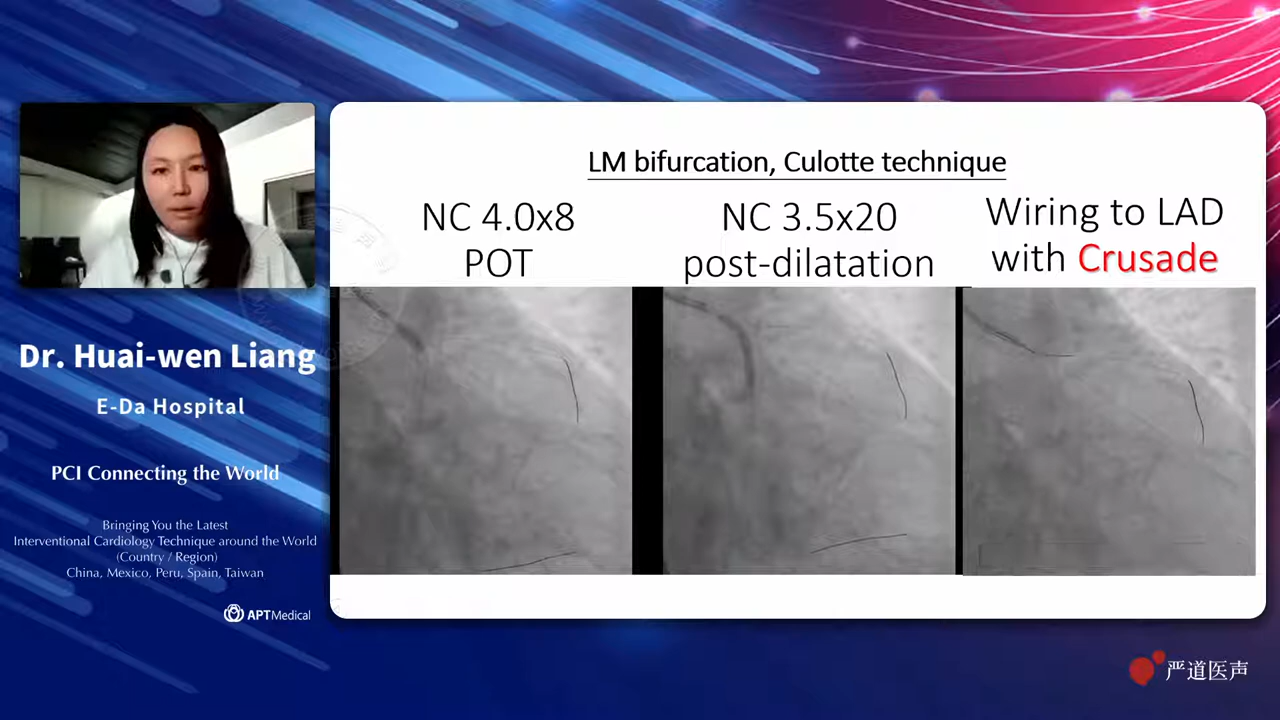 LM bifurcation, Culotte technique
NC 4.0x8
POT
NC 3.5x20
post-dilatation
Wiring to LAD
with Crusade
Dr. Huai-wen Liang
E-Da Hospital
PCI Connecting the World
Bringing You the Latest
Interventional Cardiology Technique around the World
(Country / Region)
China, Mexico, Peru, Spain, Taiwan
APT Medical
严道医声